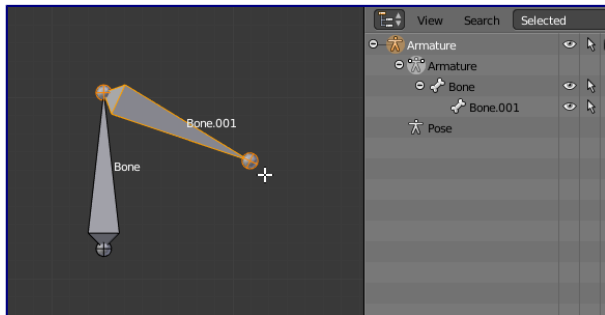 View Search Selected
Armature
Armature
Bone
Bone.001
Pose
Bone.001
Bone